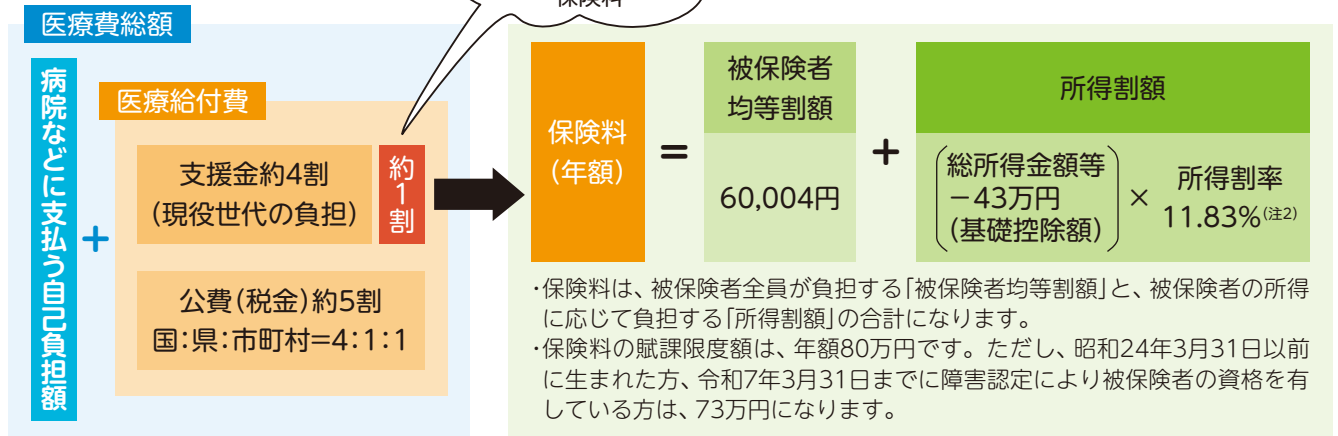 保険料
医療費総額
病院などに支払う自己負担額
+
医療給付費
支援金約4割
(現役世代の負担)
約1割
公費(税金)約5割
国:県:市町村=4:1:1
保険料
(年額)
=
被保険者
均等割額
60,004円
+
所得割額
総所得金額等
-43万円
(基礎控除額)
×
所得割率
11.83%(注2)
・保険料は、被保険者全員が負担する「被保険者均等割額」と、被保険者の所得
に応じて負担する「所得割額」の合計になります。
・保険料の賦課限度額は、年額80万円です。ただし、昭和24年3月31日以前
に生まれた方、令和7年3月31日までに障害認定により被保険者の資格を有
している方は、73万円になります。